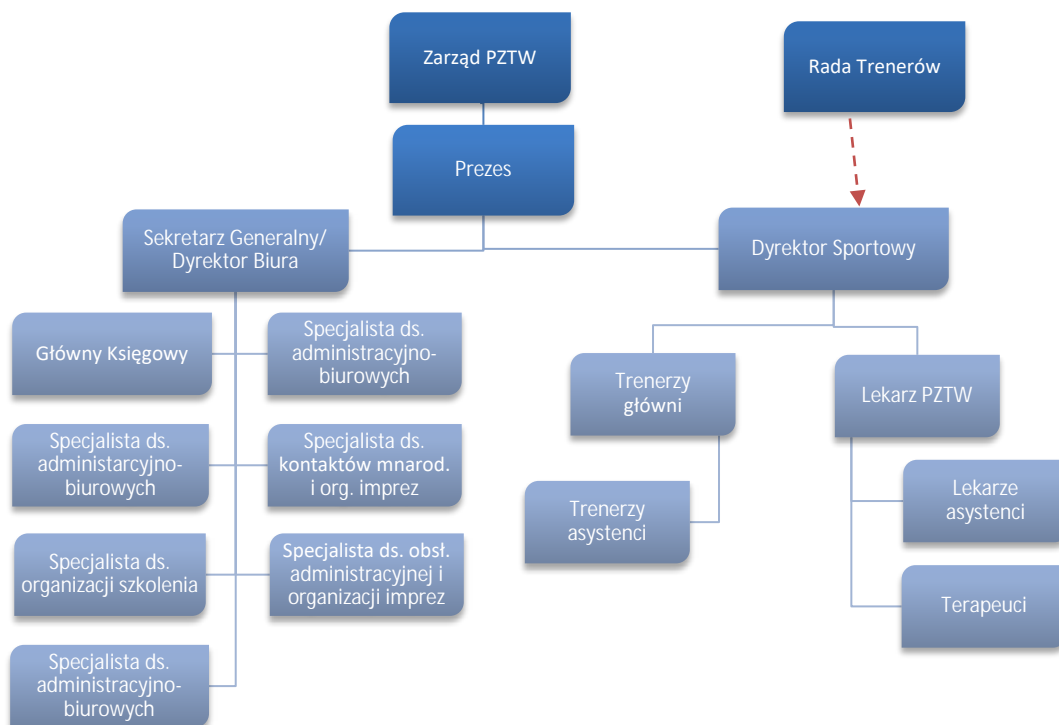 Zarząd PZTW
Rada Trenerów
Prezes
Sekretarz Generalny/
Dyrektor Biura
Dyrektor Sportowy
Główny Księgowy
Specjalista ds.
administracyjno-
biurowych
Trenerzy
główni
Lekarz PZTW
Specjalista ds.
administarcyjno-
biurowych
Specjalista ds.
kontaktów mnarod.
i org. imprez
Trenerzy
asystenci
Lekarze
asystenci
Specjalista ds.
organizacji szkolenia
Specjalista ds. obsł.
administracyjnej i
organizacji imprez
Terapeuci
Specjalista ds.
administracyjno-
biurowych